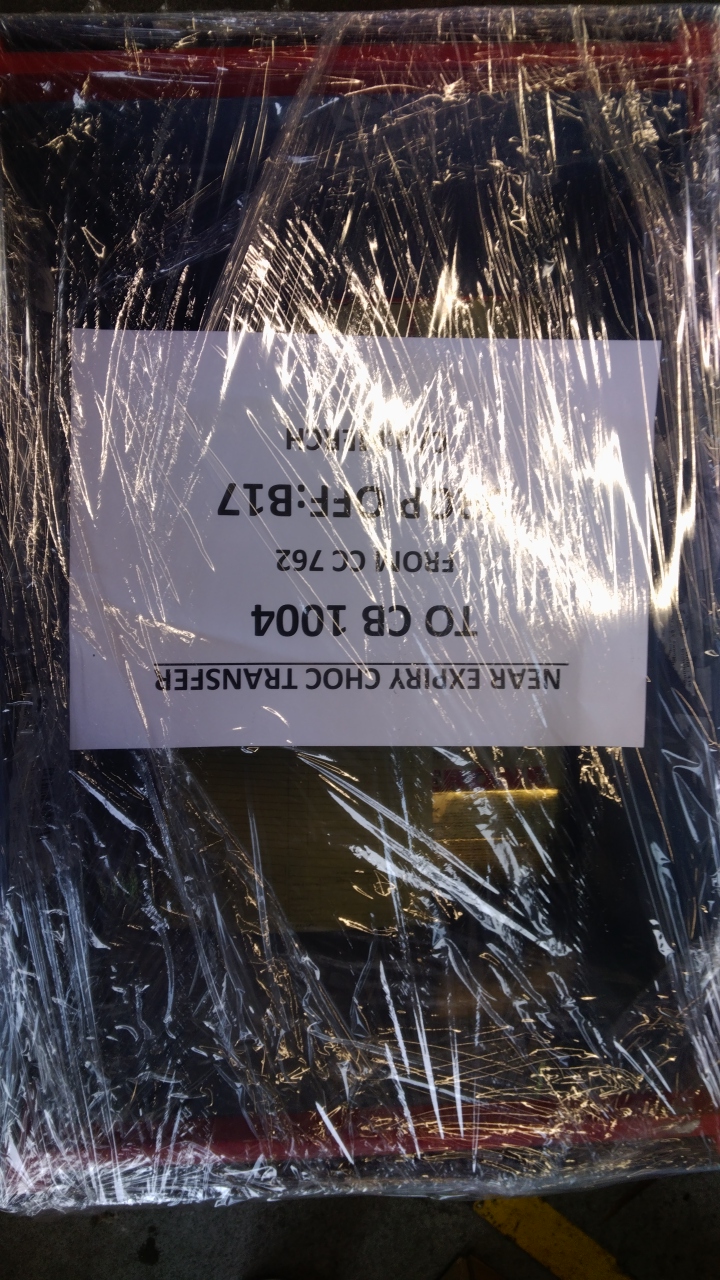 NEAR EXPIRY CHOC TRANSFER
TO CB 1004
FROM CC 762
OFF:B17